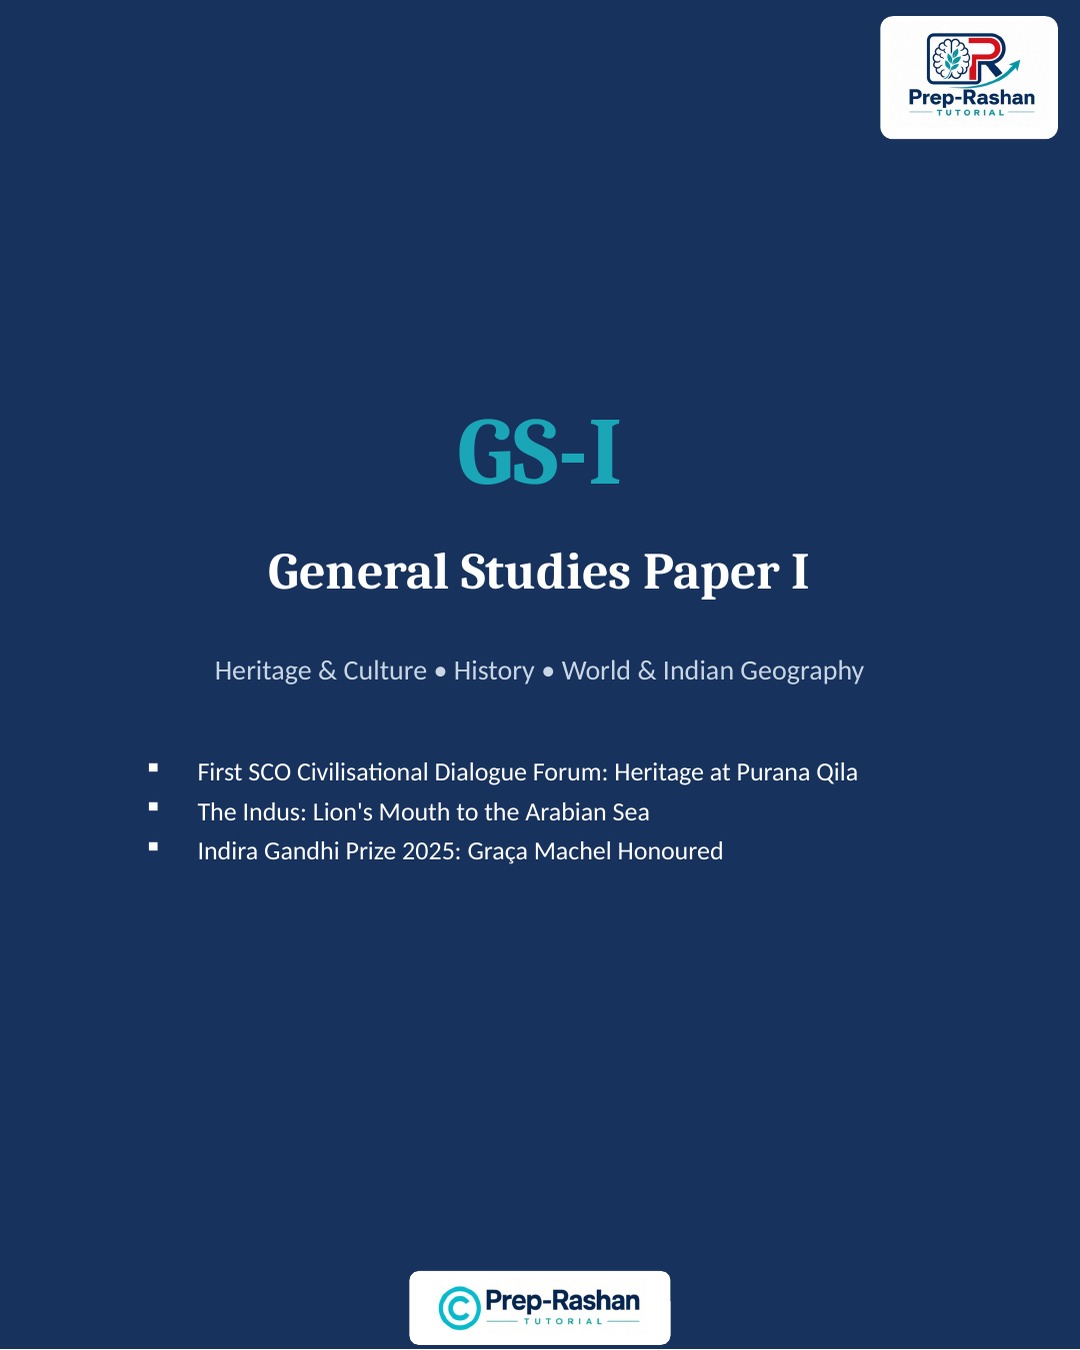 Prep-Rashan
TUTORIAL
GS-I
General Studies Paper I
Heritage & Culture • History • World & Indian Geography
▪ First SCO Civilisational Dialogue Forum: Heritage at Purana Qila
▪ The Indus: Lion's Mouth to the Arabian Sea
▪ Indira Gandhi Prize 2025: Graça Machel Honoured
© Prep-Rashan
TUTORIAL